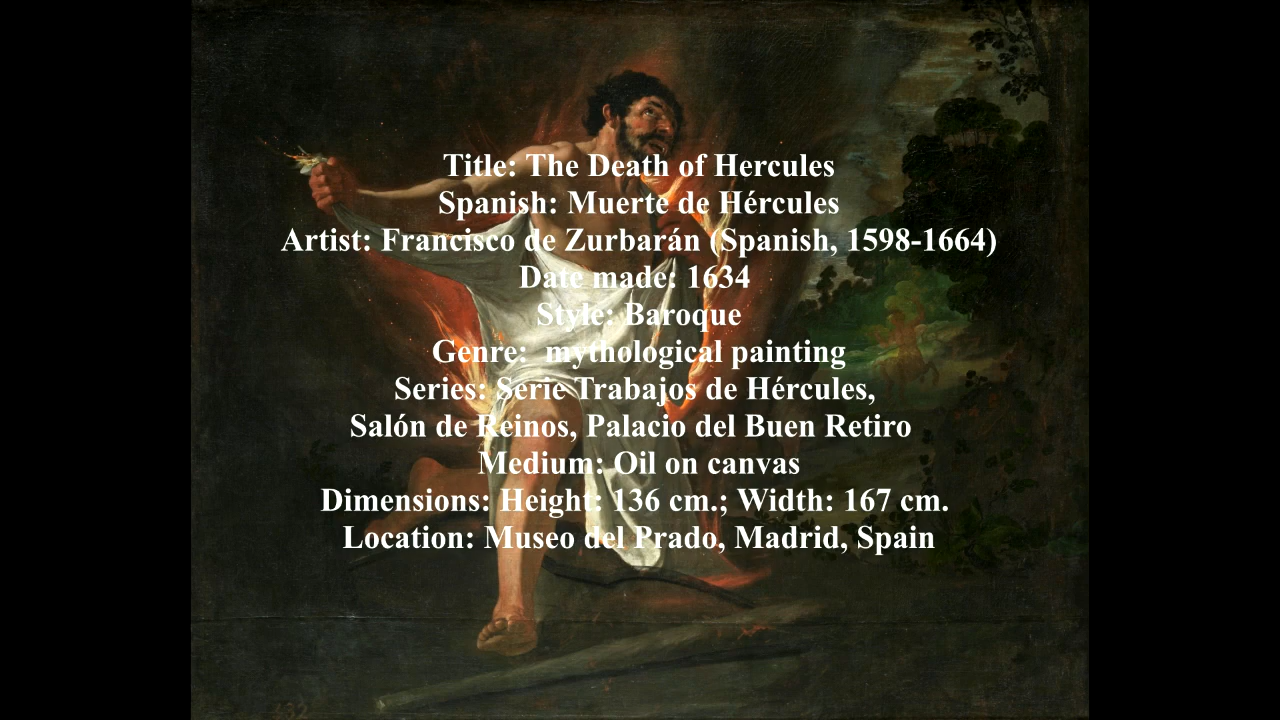 Title: The Death of Hercules
Spanish: Muerte de Hércules
Artist: Francisco de Zurbarán (Spanish, 1598-1664)
Date made: 1634
Style: Baroque
Genre:  mythological painting
Series: Serie Trabajos de Hércules,
Salón de Reinos, Palacio del Buen Retiro
Medium: Oil on canvas
Dimensions: Height: 136 cm.; Width: 167 cm.
Location: Museo del Prado, Madrid, Spain